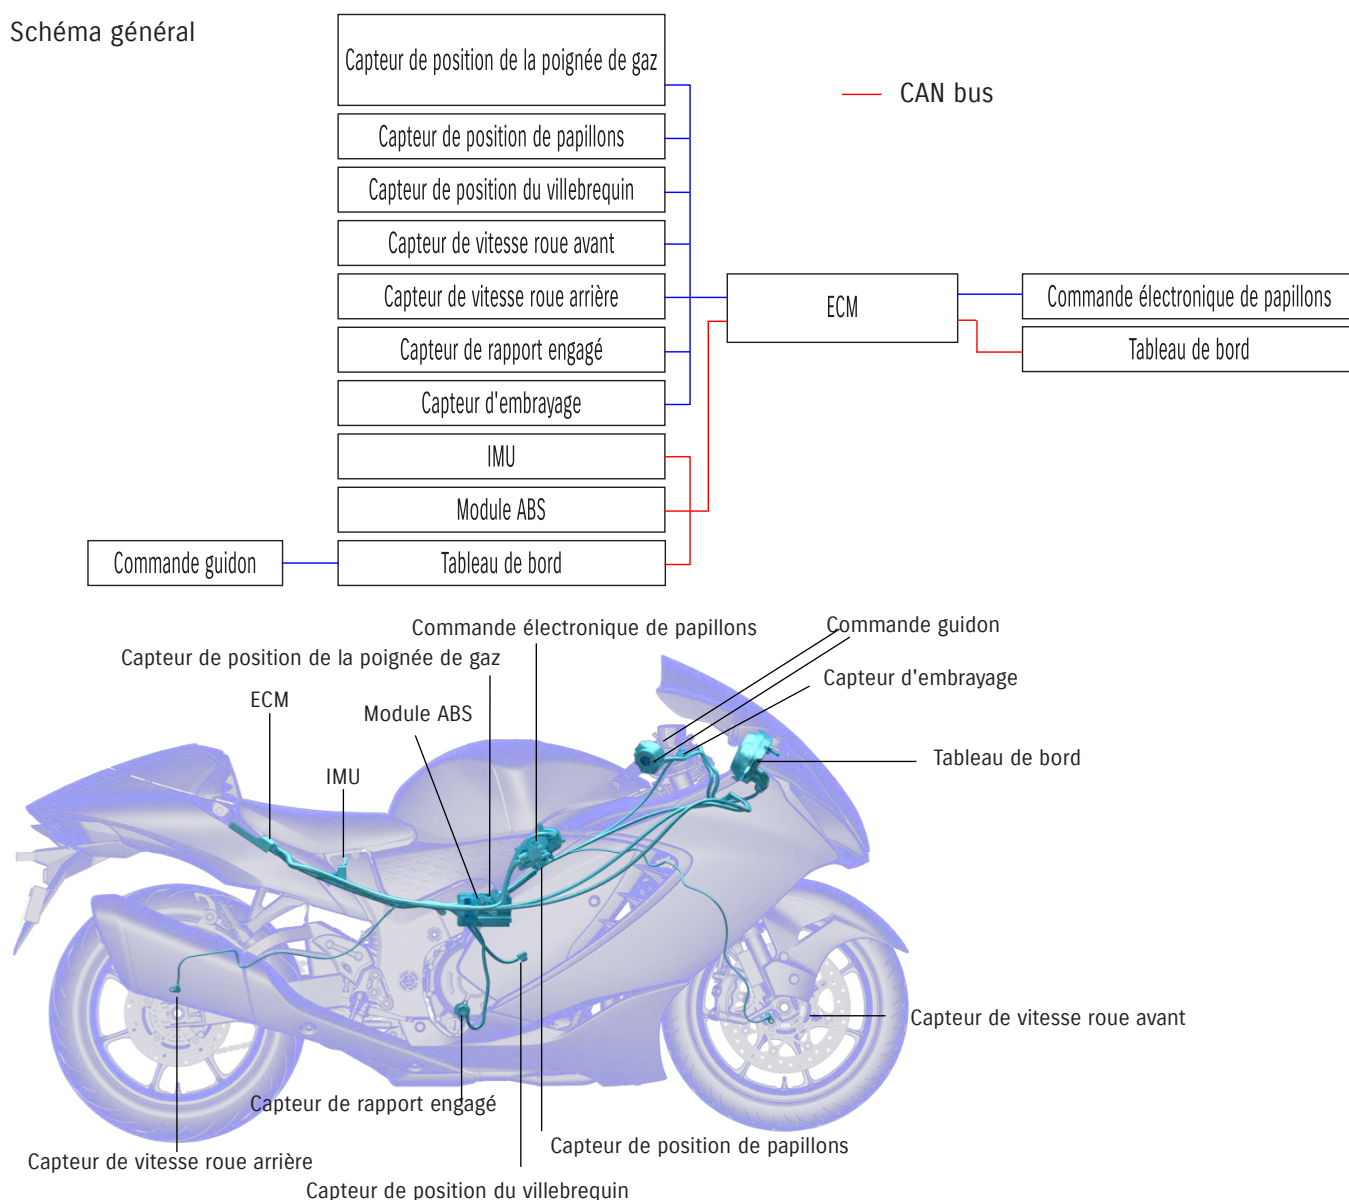 Schéma général
Capteur de position de la poignée de gaz
CAN bus
Capteur de position de papillons
Capteur de position du villebrequin
Capteur de vitesse roue avant
Capteur de vitesse roue arrière
ECM
Commande électronique de papillons
Capteur de rapport engagé
Tableau de bord
Capteur d'embrayage
IMU
Module ABS
Commande guidon
Tableau de bord
Commande électronique de papillons
Commande guidon
Capteur de position de la poignée de gaz
Capteur d'embrayage
ECM
Module ABS
Tableau de bord
IMU
Capteur de vitesse roue avant
Capteur de rapport engagé
Capteur de position de papillons
Capteur de vitesse roue arrière
Capteur de position du villebrequin